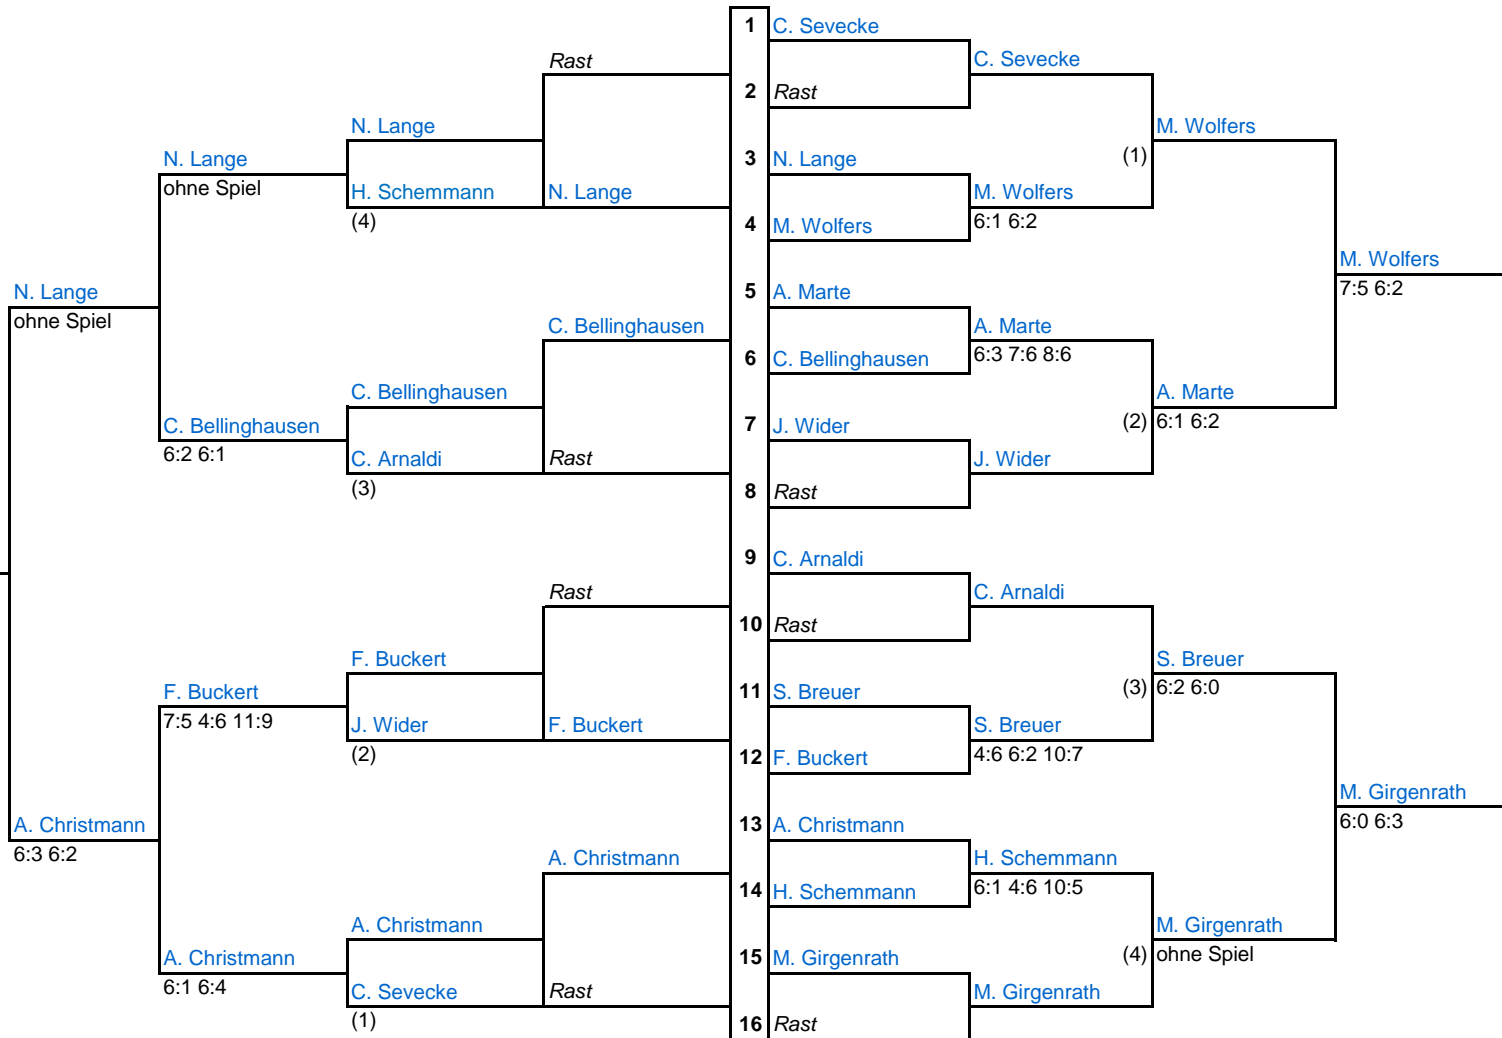 1 C. Sevecke
Rast C. Sevecke
2 Rast
N. Lange M. Wolfers
N. Lange 3 N. Lange (1)
ohne Spiel H. Schemmann N. Lange M. Wolfers
(4) 4 M. Wolfers 6:1 6:2
M. Wolfers
N. Lange 5 A. Marte 7:5 6:2
ohne Spiel C. Bellinghausen A. Marte
6 C. Bellinghausen 6:3 7:6 8:6
C. Bellinghausen A. Marte
C. Bellinghausen 7 J. Wider (2) 6:1 6:2
6:2 6:1 C. Arnaldi Rast J. Wider
(3) 8 Rast
9 C. Arnaldi
Rast C. Arnaldi
10 Rast
F. Buckert S. Breuer
F. Buckert 11 S. Breuer (3) 6:2 6:0
7:5 4:6 11:9 J. Wider F. Buckert S. Breuer
(2) 12 F. Buckert 4:6 6:2 10:7
M. Girgenrath
A. Christmann 13 A. Christmann 6:0 6:3
6:3 6:2 A. Christmann H. Schemmann
14 H. Schemmann 6:1 4:6 10:5
A. Christmann M. Girgenrath
A. Christmann 15 M. Girgenrath (4) ohne Spiel
6:1 6:4 C. Sevecke Rast M. Girgenrath
(1) 16 Rast